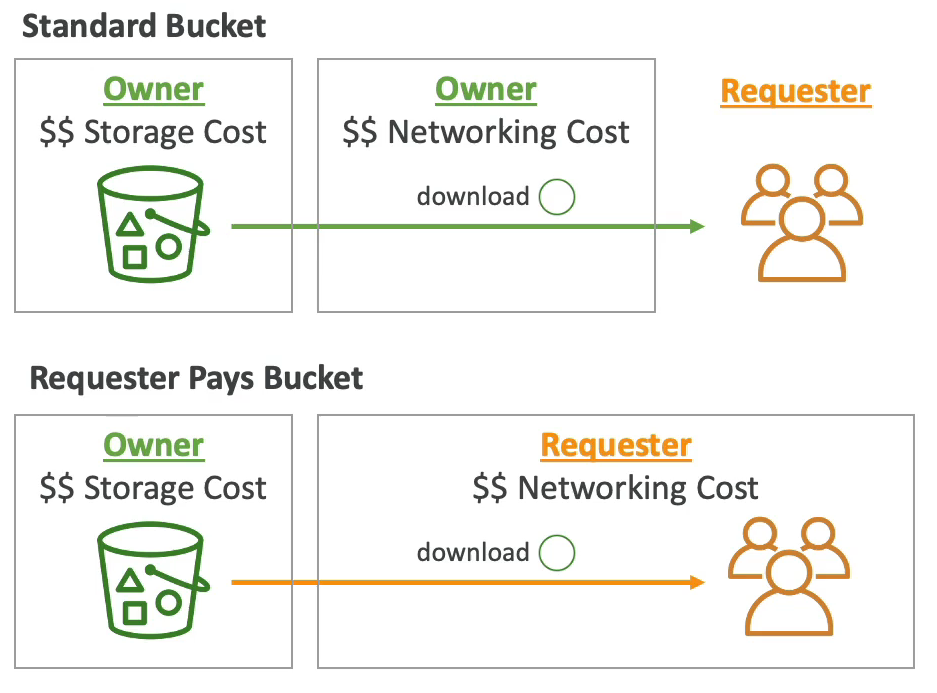 Standard Bucket
Owner
$$ Storage Cost
Owner
$$ Networking Cost
download
Requester
Requester Pays Bucket
Owner
$$ Storage Cost
Requester
$$ Networking Cost
download